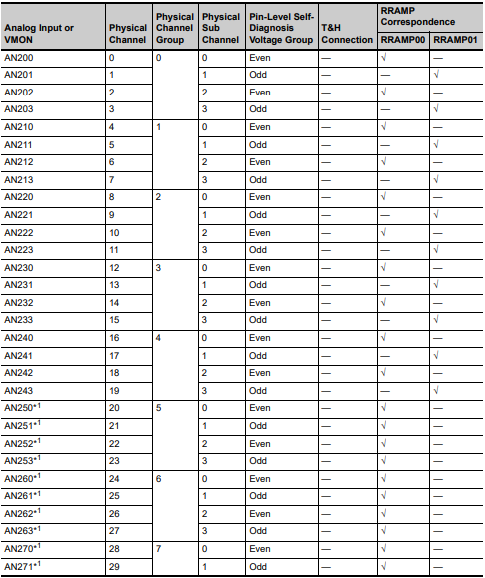 Analog Input or VMON | Physical Channel | Physical Channel Group | Physical Sub Channel | Pin-Level Self-Diagnosis Voltage Group | T&H Connection | RRAMP Correspondence
RRAMP00 | RRAMP01
AN200 | 0 | 0 | 0 | Even | — | √ | —
AN201 | 1 | 1 | Odd | — | — | √
AN202 | 2 | 2 | Even | — | √ | —
AN203 | 3 | 3 | Odd | — | — | √
AN210 | 4 | 1 | 0 | Even | — | √ | —
AN211 | 5 | 1 | Odd | — | — | √
AN212 | 6 | 2 | Even | — | √ | —
AN213 | 7 | 3 | Odd | — | — | √
AN220 | 8 | 2 | 0 | Even | — | √ | —
AN221 | 9 | 1 | Odd | — | — | √
AN222 | 10 | 2 | Even | — | √ | —
AN223 | 11 | 3 | Odd | — | — | √
AN230 | 12 | 3 | 0 | Even | — | √ | —
AN231 | 13 | 1 | Odd | — | — | √
AN232 | 14 | 2 | Even | — | √ | —
AN233 | 15 | 3 | Odd | — | — | √
AN240 | 16 | 4 | 0 | Even | — | √ | —
AN241 | 17 | 1 | Odd | — | — | √
AN242 | 18 | 2 | Even | — | √ | —
AN243 | 19 | 3 | Odd | — | — | √
AN250*1 | 20 | 5 | 0 | Even | — | √ | —
AN251*1 | 21 | 1 | Odd | — | √ | —
AN252*1 | 22 | 2 | Even | — | √ | —
AN253*1 | 23 | 3 | Odd | — | √ | —
AN260*1 | 24 | 6 | 0 | Even | — | √ | —
AN261*1 | 25 | 1 | Odd | — | √ | —
AN262*1 | 26 | 2 | Even | — | √ | —
AN263*1 | 27 | 3 | Odd | — | √ | —
AN270*1 | 28 | 7 | 0 | Even | — | √ | —
AN271*1 | 29 | 1 | Odd | — | √ | —